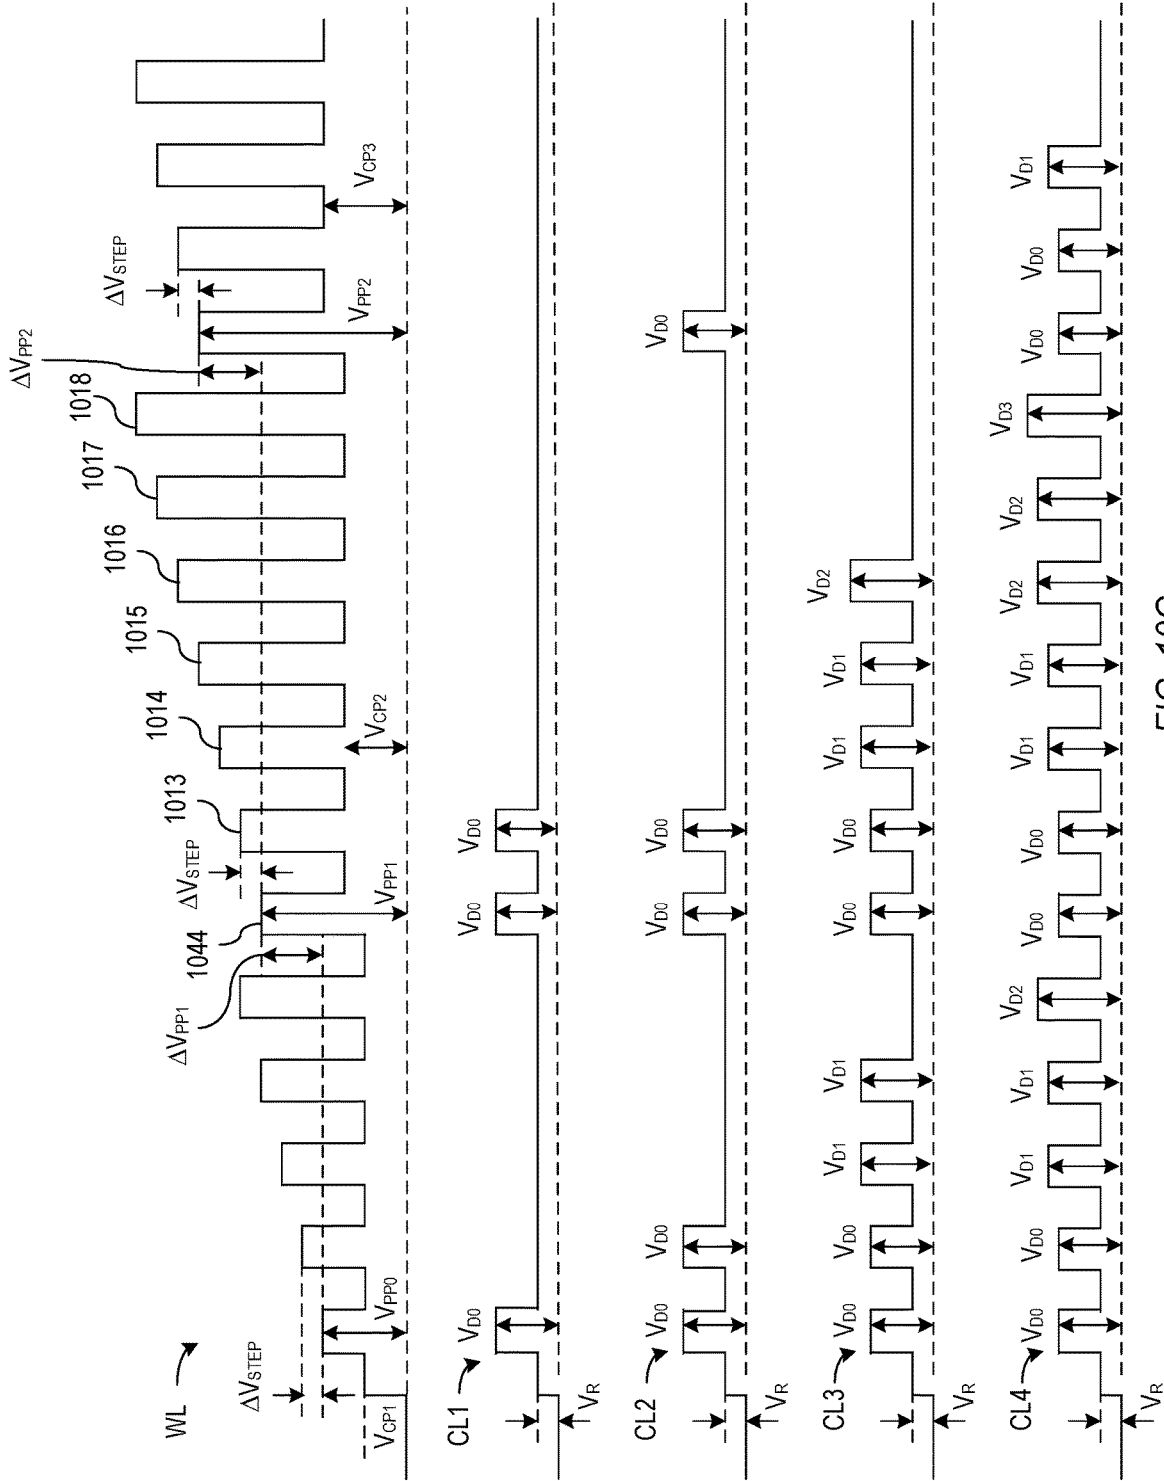 WL
ΔVSTEP
VCP1
VPP0
ΔVPP1
1044
VPP1
ΔVSTEP
1013
1014
VCP2
1015
1016
1017
1018
ΔVPP2
VPP2
ΔVSTEP
VCP3
CL1
VD0 VD0 VD0
VR
CL2
VD0 VD0 VD0 VD0 VD0
VR
CL3
VD0 VD0 VD1 VD1 VD0 VD0 VD1 VD1 VD2
VR
CL4
VD0 VD0 VD1 VD1 VD2 VD0 VD0 VD1 VD1 VD2 VD2 VD3 VD0 VD0 VD1
VR